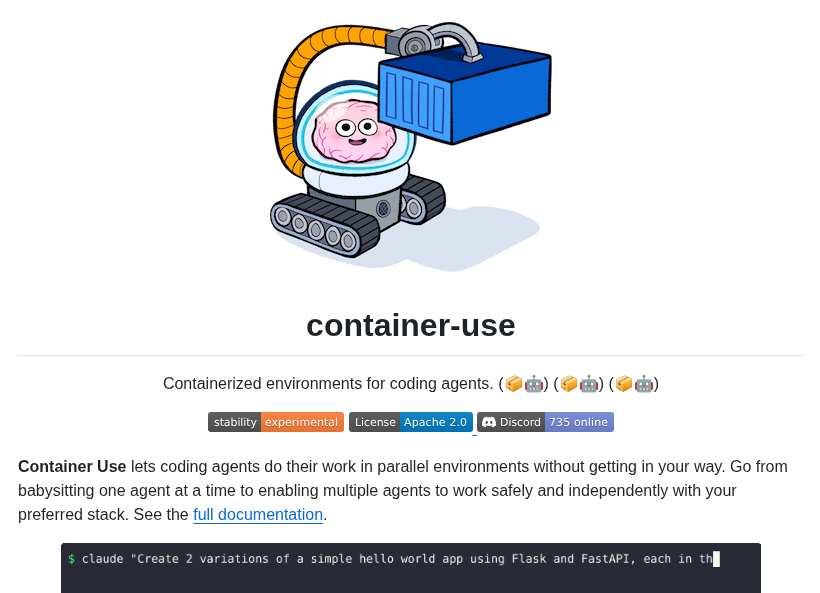 container-use
Containerized environments for coding agents. (📦🤖) (📦🤖) (📦🤖)
stability experimental License Apache 2.0 Discord 735 online
Container Use lets coding agents do their work in parallel environments without getting in your way. Go from
babysitting one agent at a time to enabling multiple agents to work safely and independently with your
preferred stack. See the full documentation.
$ claude "Create 2 variations of a simple hello world app using Flask and FastAPI, each in th